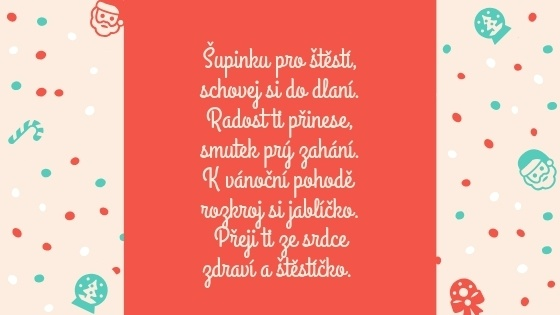 Šupinku pro štěstí,
schovej si do dlaní.
Radost ti přinese,
smutek prý zahání.
K vánoční pohodě
rozkroj si jablíčko.
Přeji ti ze srdce
zdraví a štěstíčko.